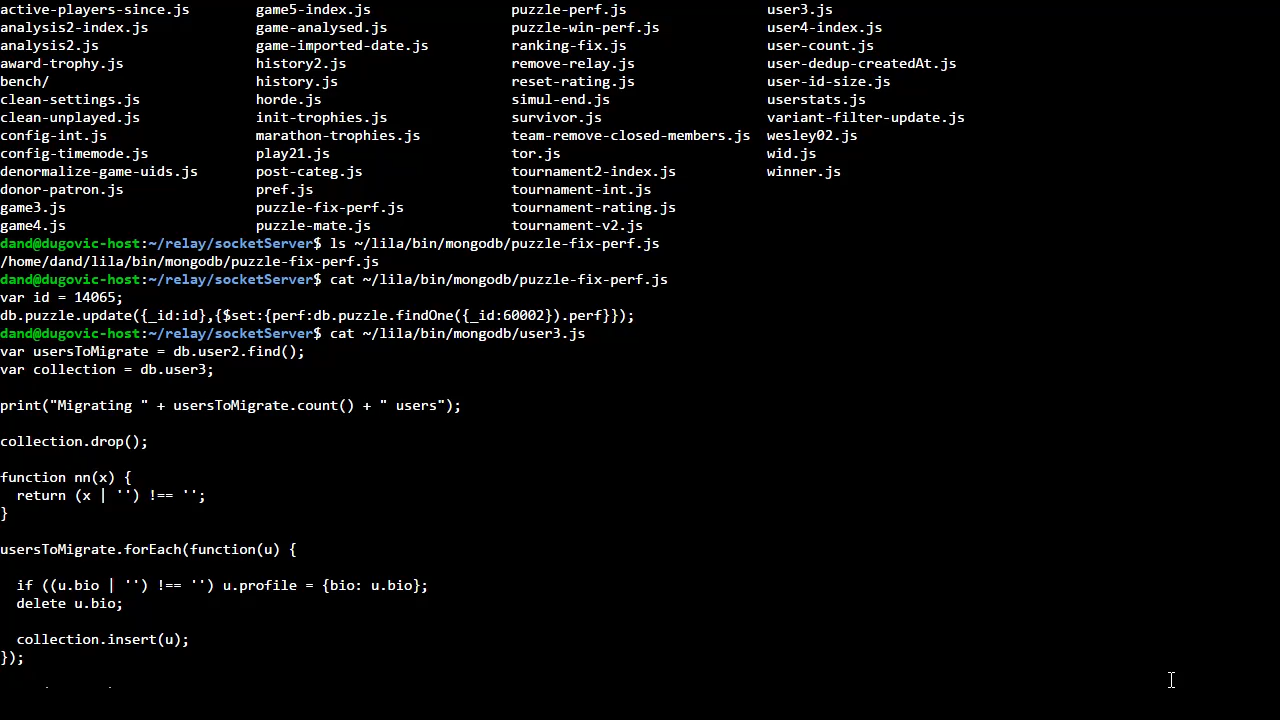 active-players-since.js game5-index.js puzzle-perf.js user3.js
analysis2-index.js game-analysed.js puzzle-win-perf.js user4-index.js
analysis2.js game-imported-date.js ranking-fix.js user-count.js
award-trophy.js history2.js remove-relay.js user-dedup-createdAt.js
bench/ history.js reset-rating.js user-id-size.js
clean-settings.js horde.js simul-end.js userstats.js
clean-unplayed.js init-trophies.js survivor.js variant-filter-update.js
config-int.js marathon-trophies.js team-remove-closed-members.js wesley02.js
config-timemode.js play21.js tor.js wid.js
denormalize-game-uids.js post-categ.js tournament2-index.js winner.js
donor-patron.js pref.js tournament-int.js
game3.js puzzle-fix-perf.js tournament-rating.js
game4.js puzzle-mate.js tournament-v2.js
dand@dugovic-host:~/relay/socketServer$ ls ~/lila/bin/mongodb/puzzle-fix-perf.js
/home/dand/lila/bin/mongodb/puzzle-fix-perf.js
dand@dugovic-host:~/relay/socketServer$ cat ~/lila/bin/mongodb/puzzle-fix-perf.js
var id = 14065;
db.puzzle.update({_id:id},{$set:{perf:db.puzzle.findOne({_id:60002}).perf}});
dand@dugovic-host:~/relay/socketServer$ cat ~/lila/bin/mongodb/user3.js
var usersToMigrate = db.user2.find();
var collection = db.user3;
print("Migrating " + usersToMigrate.count() + " users");
collection.drop();
function nn(x) {
return (x | '') !== '';
}
usersToMigrate.forEach(function(u) {
if ((u.bio | '') !== '') u.profile = {bio: u.bio};
delete u.bio;
collection.insert(u);
});